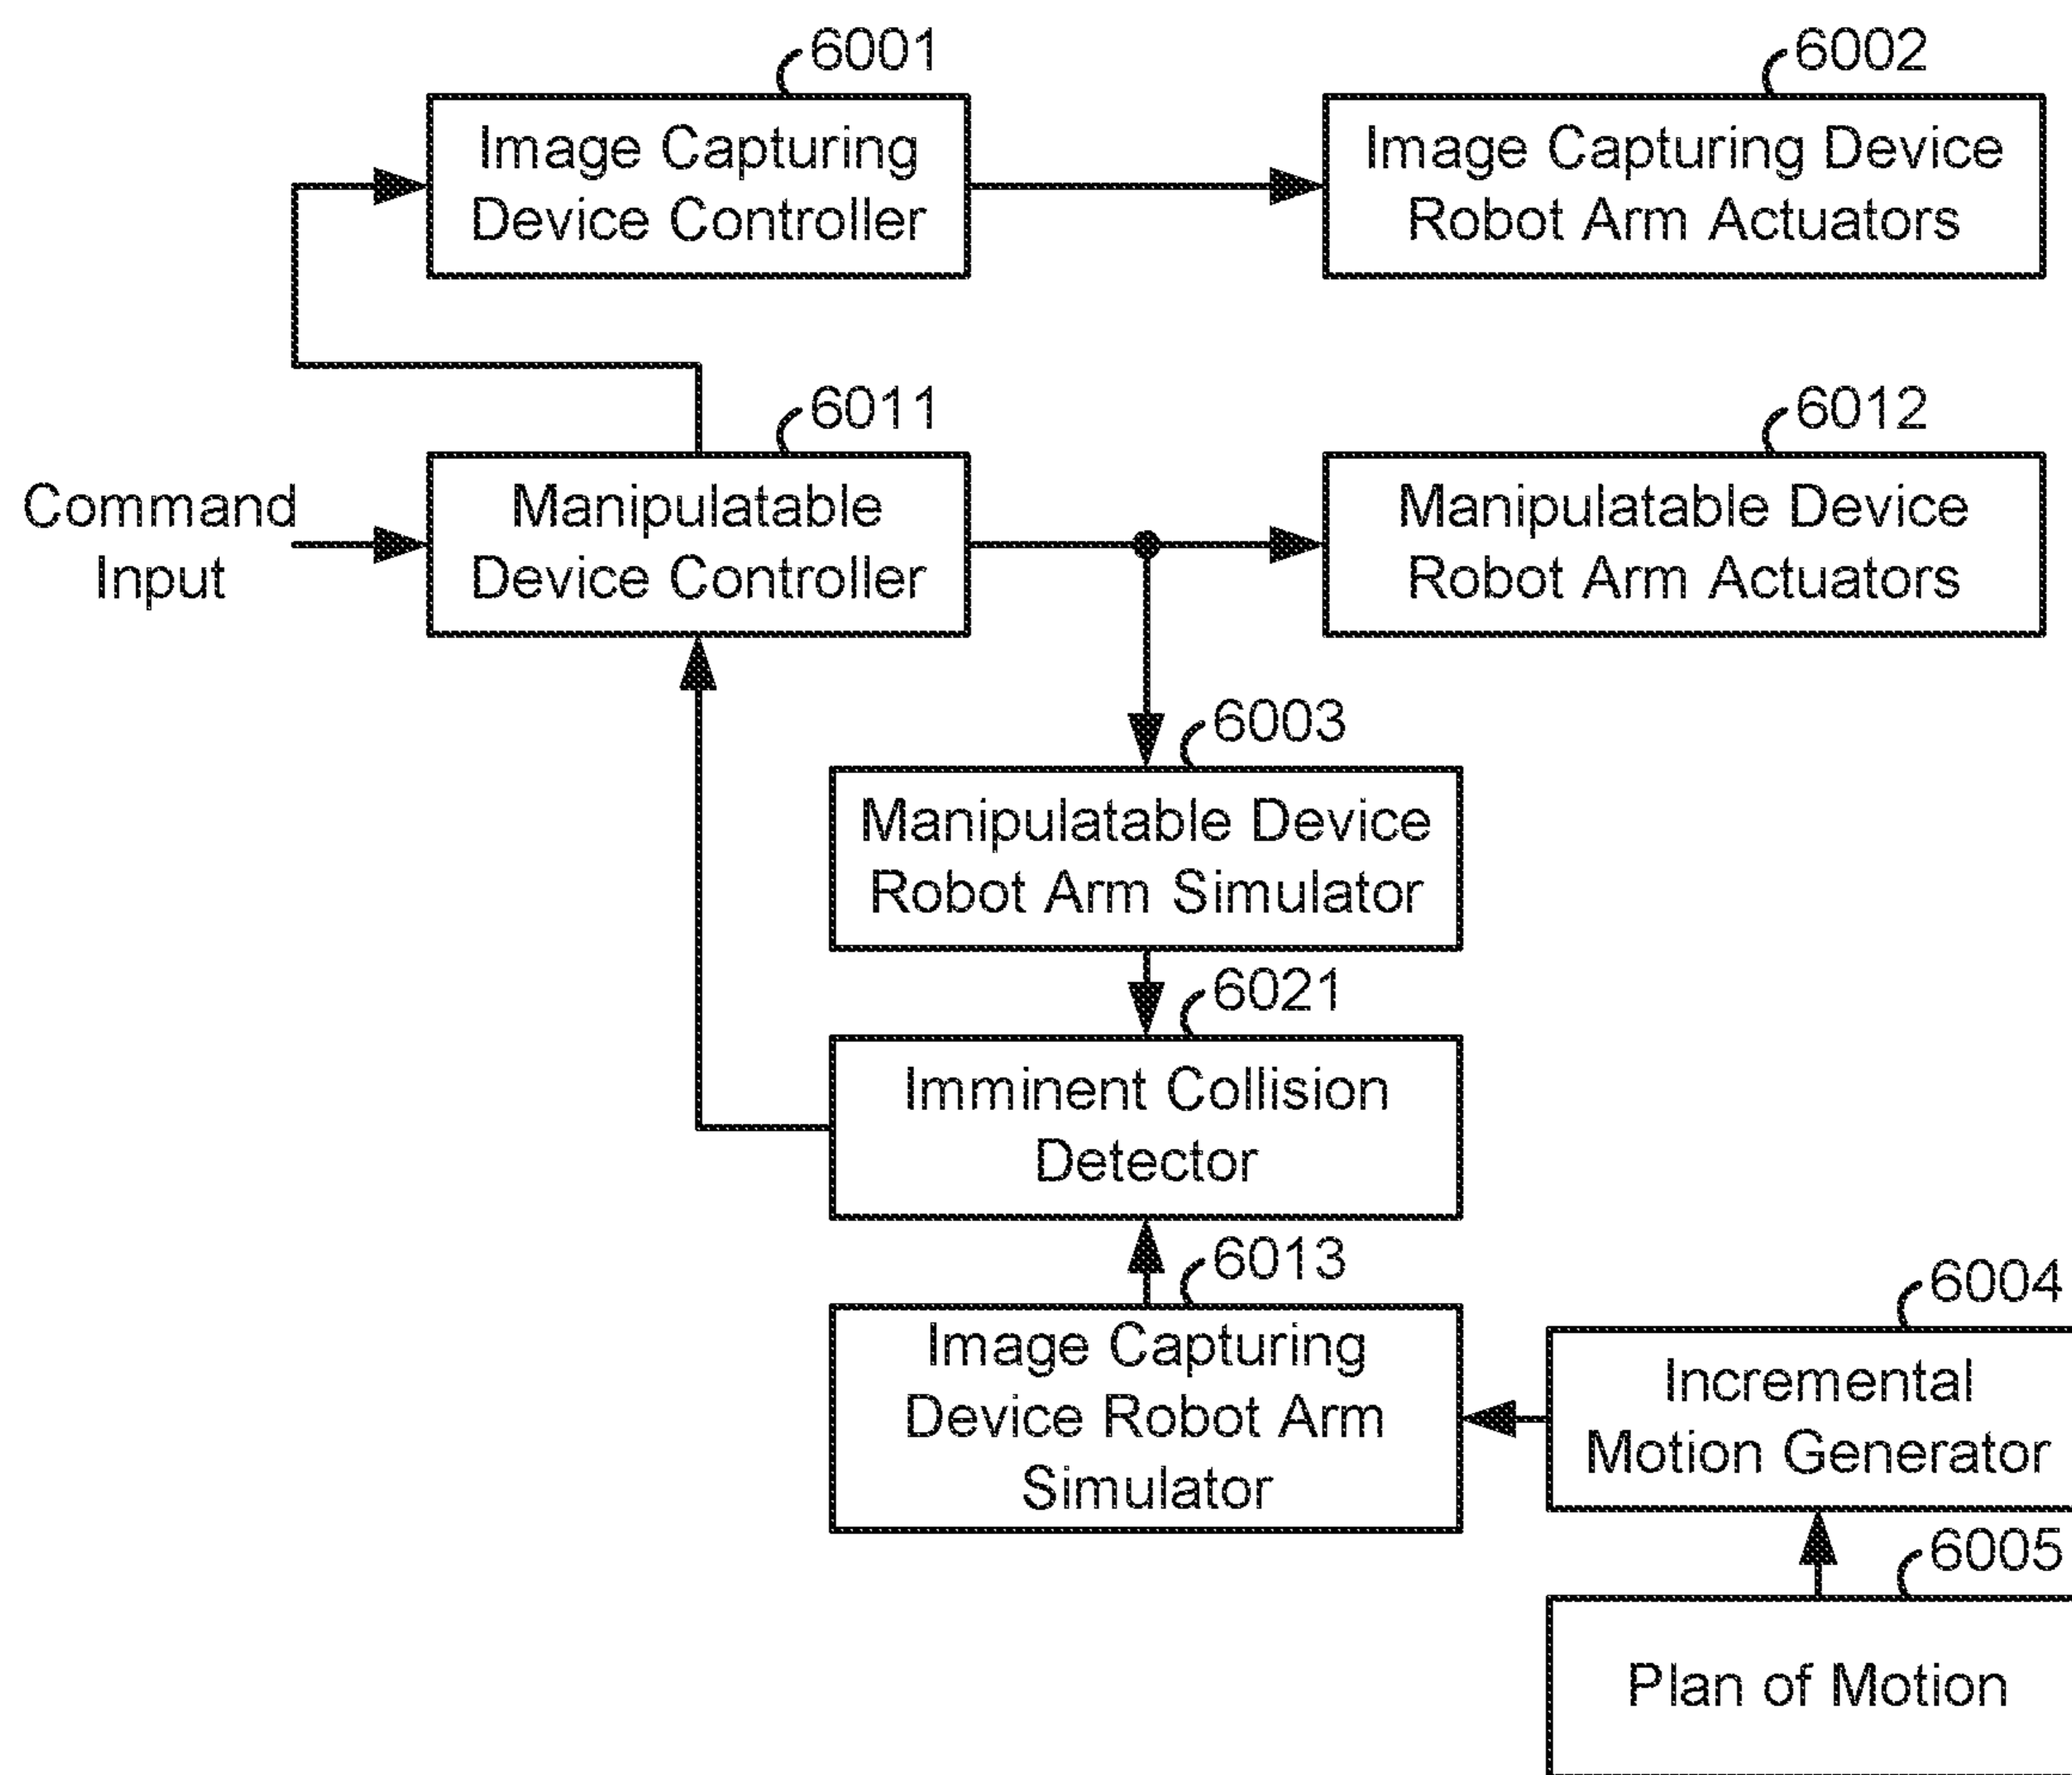 6001
Image Capturing
Device Controller
6002
Image Capturing Device
Robot Arm Actuators
Command
Input
6011
Manipulatable
Device Controller
6012
Manipulatable Device
Robot Arm Actuators
6003
Manipulatable Device
Robot Arm Simulator
6021
Imminent Collision
Detector
6013
Image Capturing
Device Robot Arm
Simulator
6004
Incremental
Motion Generator
6005
Plan of Motion